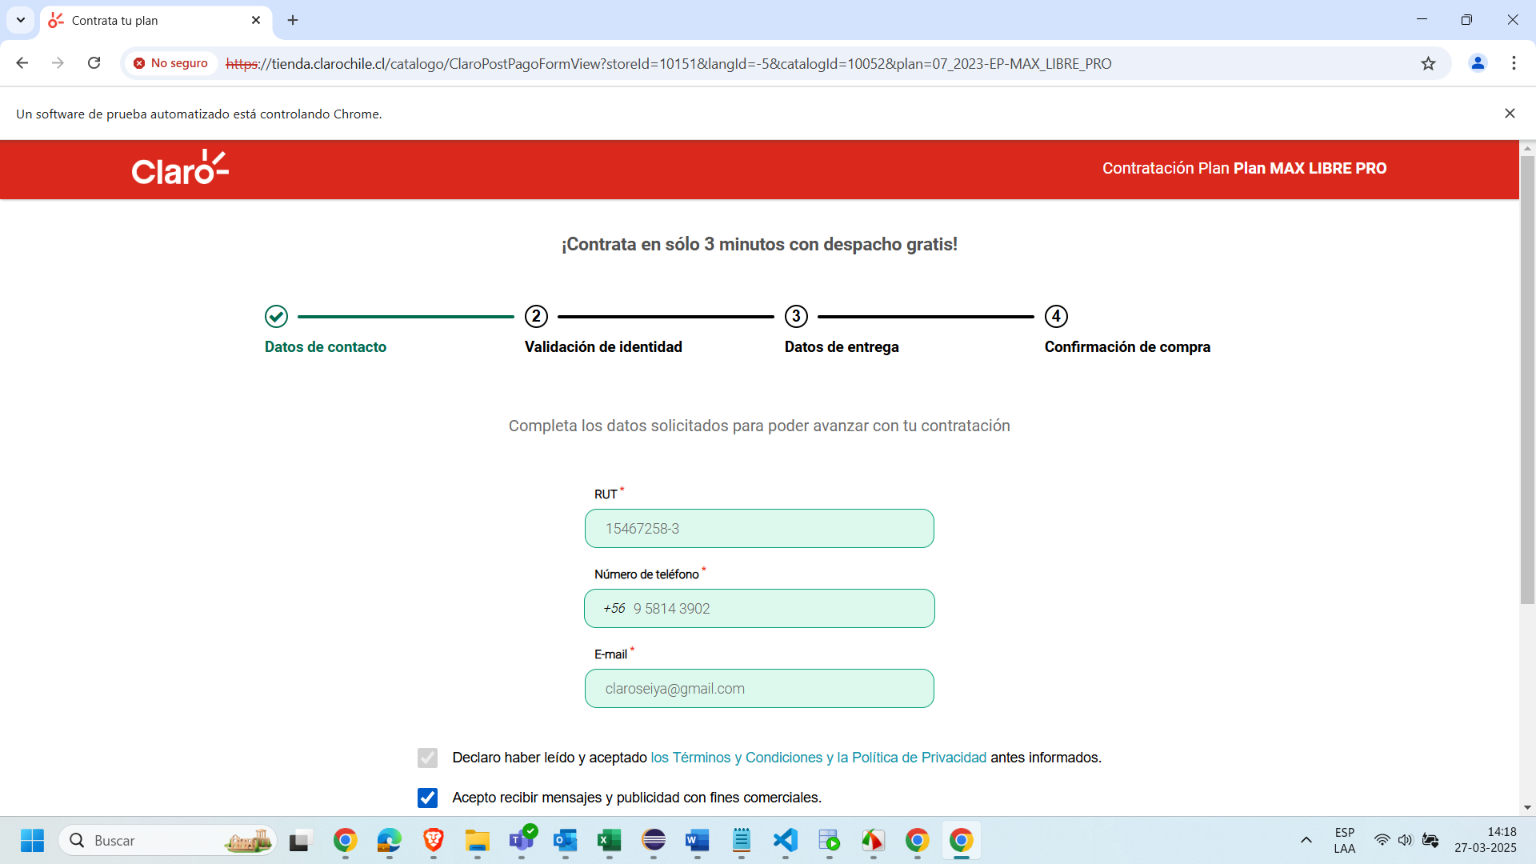 Contrata tu plan
No seguro
https://tienda.clarochile.cl/catalogo/ClaroPostPagoFormView?storeId=10151&langId=-5&catalogId=10052&plan=07_2023-EP-MAX_LIBRE_PRO
Un software de prueba automatizado está controlando Chrome.
Claro
Contratación Plan Plan MAX LIBRE PRO
¡Contrata en sólo 3 minutos con despacho gratis!
2 3 4
Datos de contacto Validación de identidad Datos de entrega Confirmación de compra
Completa los datos solicitados para poder avanzar con tu contratación
RUT *
15467258-3
Número de teléfono *
+56 9 5814 3902
E-mail *
claroseiya@gmail.com
Declaro haber leído y aceptado los Términos y Condiciones y la Política de Privacidad antes informados.
Acepto recibir mensajes y publicidad con fines comerciales.
Buscar
ESP
LAA
14:18
27-03-2025